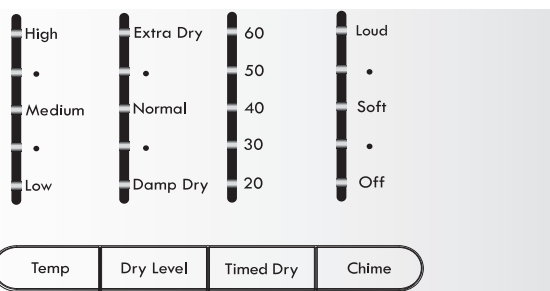 High Extra Dry 60 Loud
• • 50 •
Medium Normal 40 Soft
• • 30 •
Low Damp Dry 20 Off
Temp Dry Level Timed Dry Chime